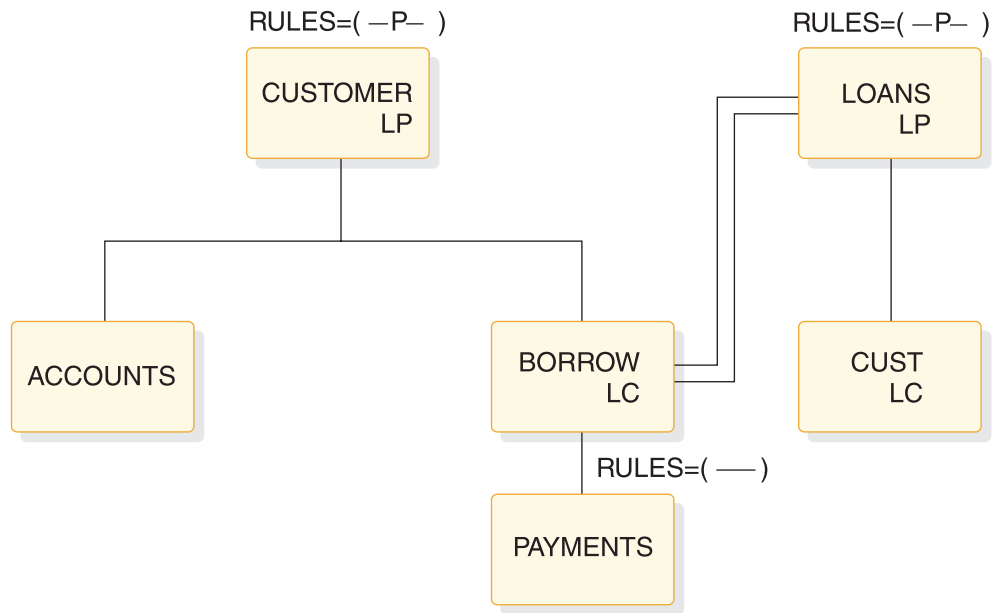 RULES=( —P— )
RULES=( —P— )
CUSTOMER
LP
LOANS
LP
ACCOUNTS
BORROW
LC
CUST
LC
RULES=( —— )
PAYMENTS